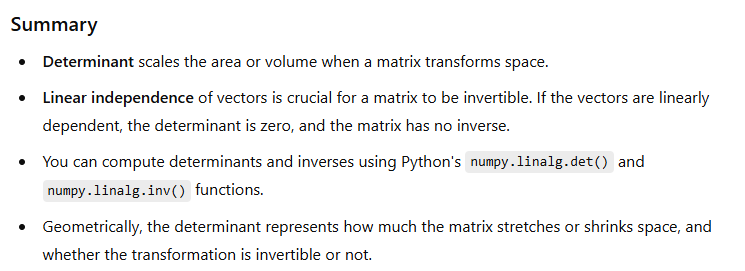 Summary
• Determinant scales the area or volume when a matrix transforms space.
• Linear independence of vectors is crucial for a matrix to be invertible. If the vectors are linearly
dependent, the determinant is zero, and the matrix has no inverse.
• You can compute determinants and inverses using Python's numpy.linalg.det() and
numpy.linalg.inv() functions.
• Geometrically, the determinant represents how much the matrix stretches or shrinks space, and
whether the transformation is invertible or not.